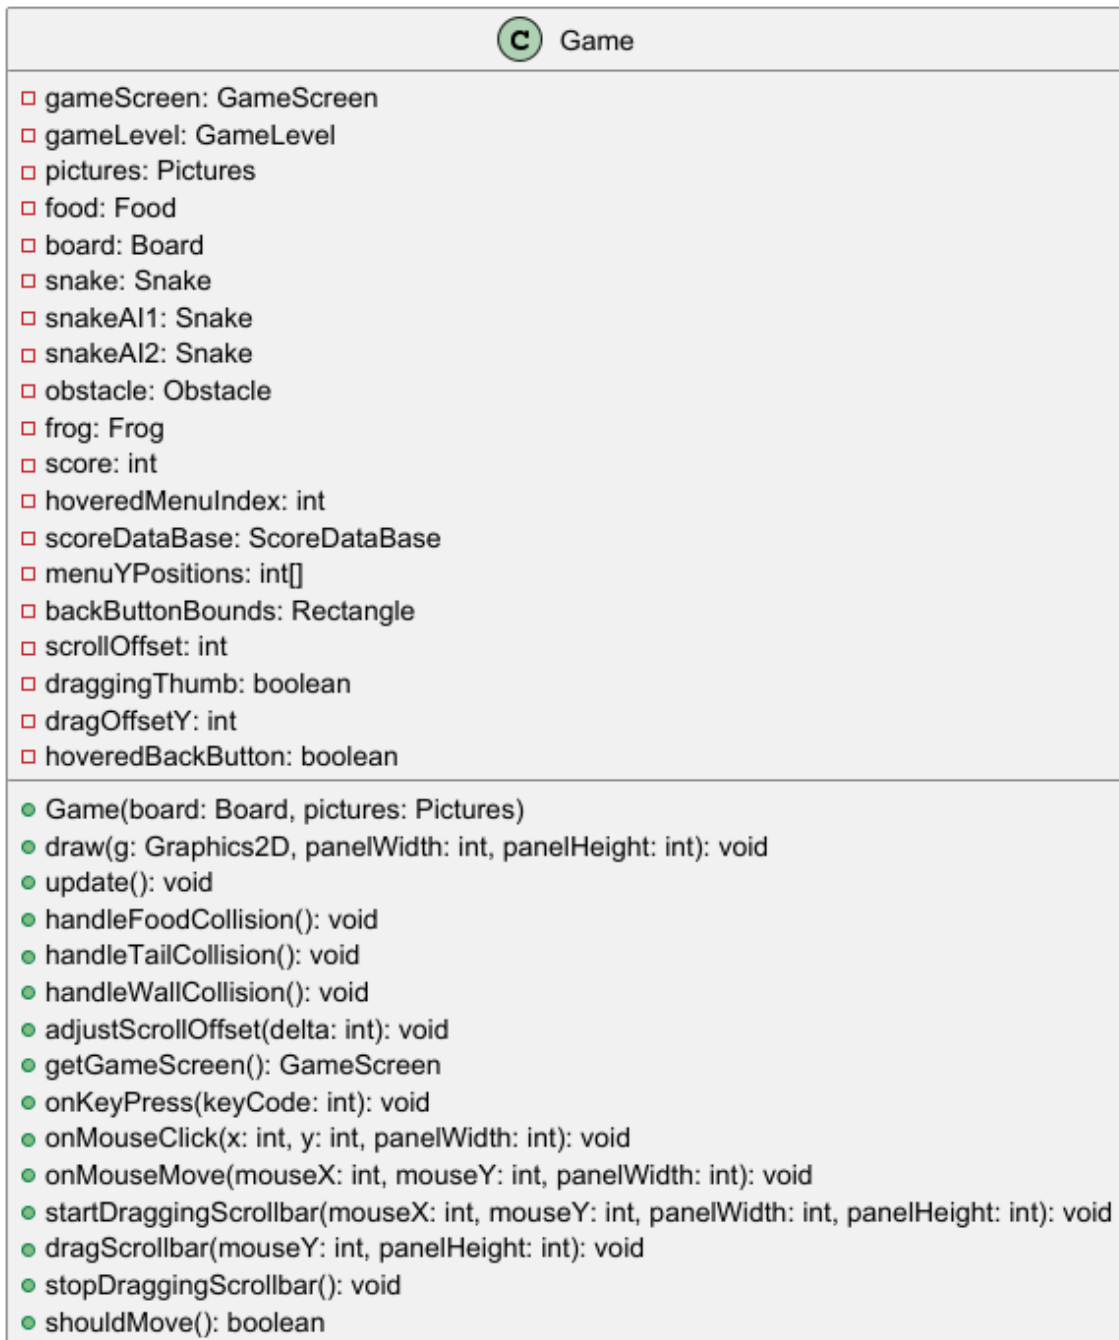 C Game
gameScreen: GameScreen
gameLevel: GameLevel
pictures: Pictures
food: Food
board: Board
snake: Snake
snakeAI1: Snake
snakeAI2: Snake
obstacle: Obstacle
frog: Frog
score: int
hoveredMenuIndex: int
scoreDataBase: ScoreDataBase
menuYPositions: int[]
backButtonBounds: Rectangle
scrollOffset: int
draggingThumb: boolean
dragOffsetY: int
hoveredBackButton: boolean
Game(board: Board, pictures: Pictures)
draw(g: Graphics2D, panelWidth: int, panelHeight: int): void
update(): void
handleFoodCollision(): void
handleTailCollision(): void
handleWallCollision(): void
adjustScrollOffset(delta: int): void
getGameScreen(): GameScreen
onKeyPress(keyCode: int): void
onMouseClick(x: int, y: int, panelWidth: int): void
onMouseMove(mouseX: int, mouseY: int, panelWidth: int): void
startDraggingScrollbar(mouseX: int, mouseY: int, panelWidth: int, panelHeight: int): void
dragScrollbar(mouseY: int, panelHeight: int): void
stopDraggingScrollbar(): void
shouldMove(): boolean